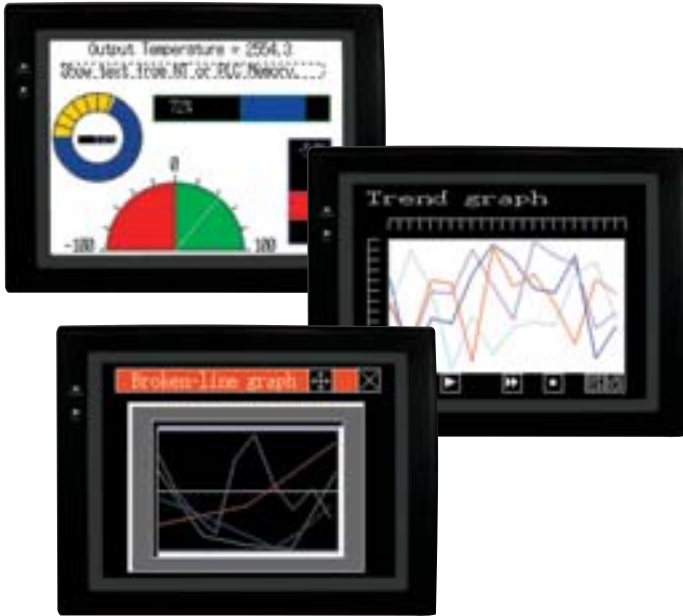 Output Temperature = 2554.3
Show text from NT or PLC Memory.
72%
0
-100
100
Trend graph
Broken-line graph